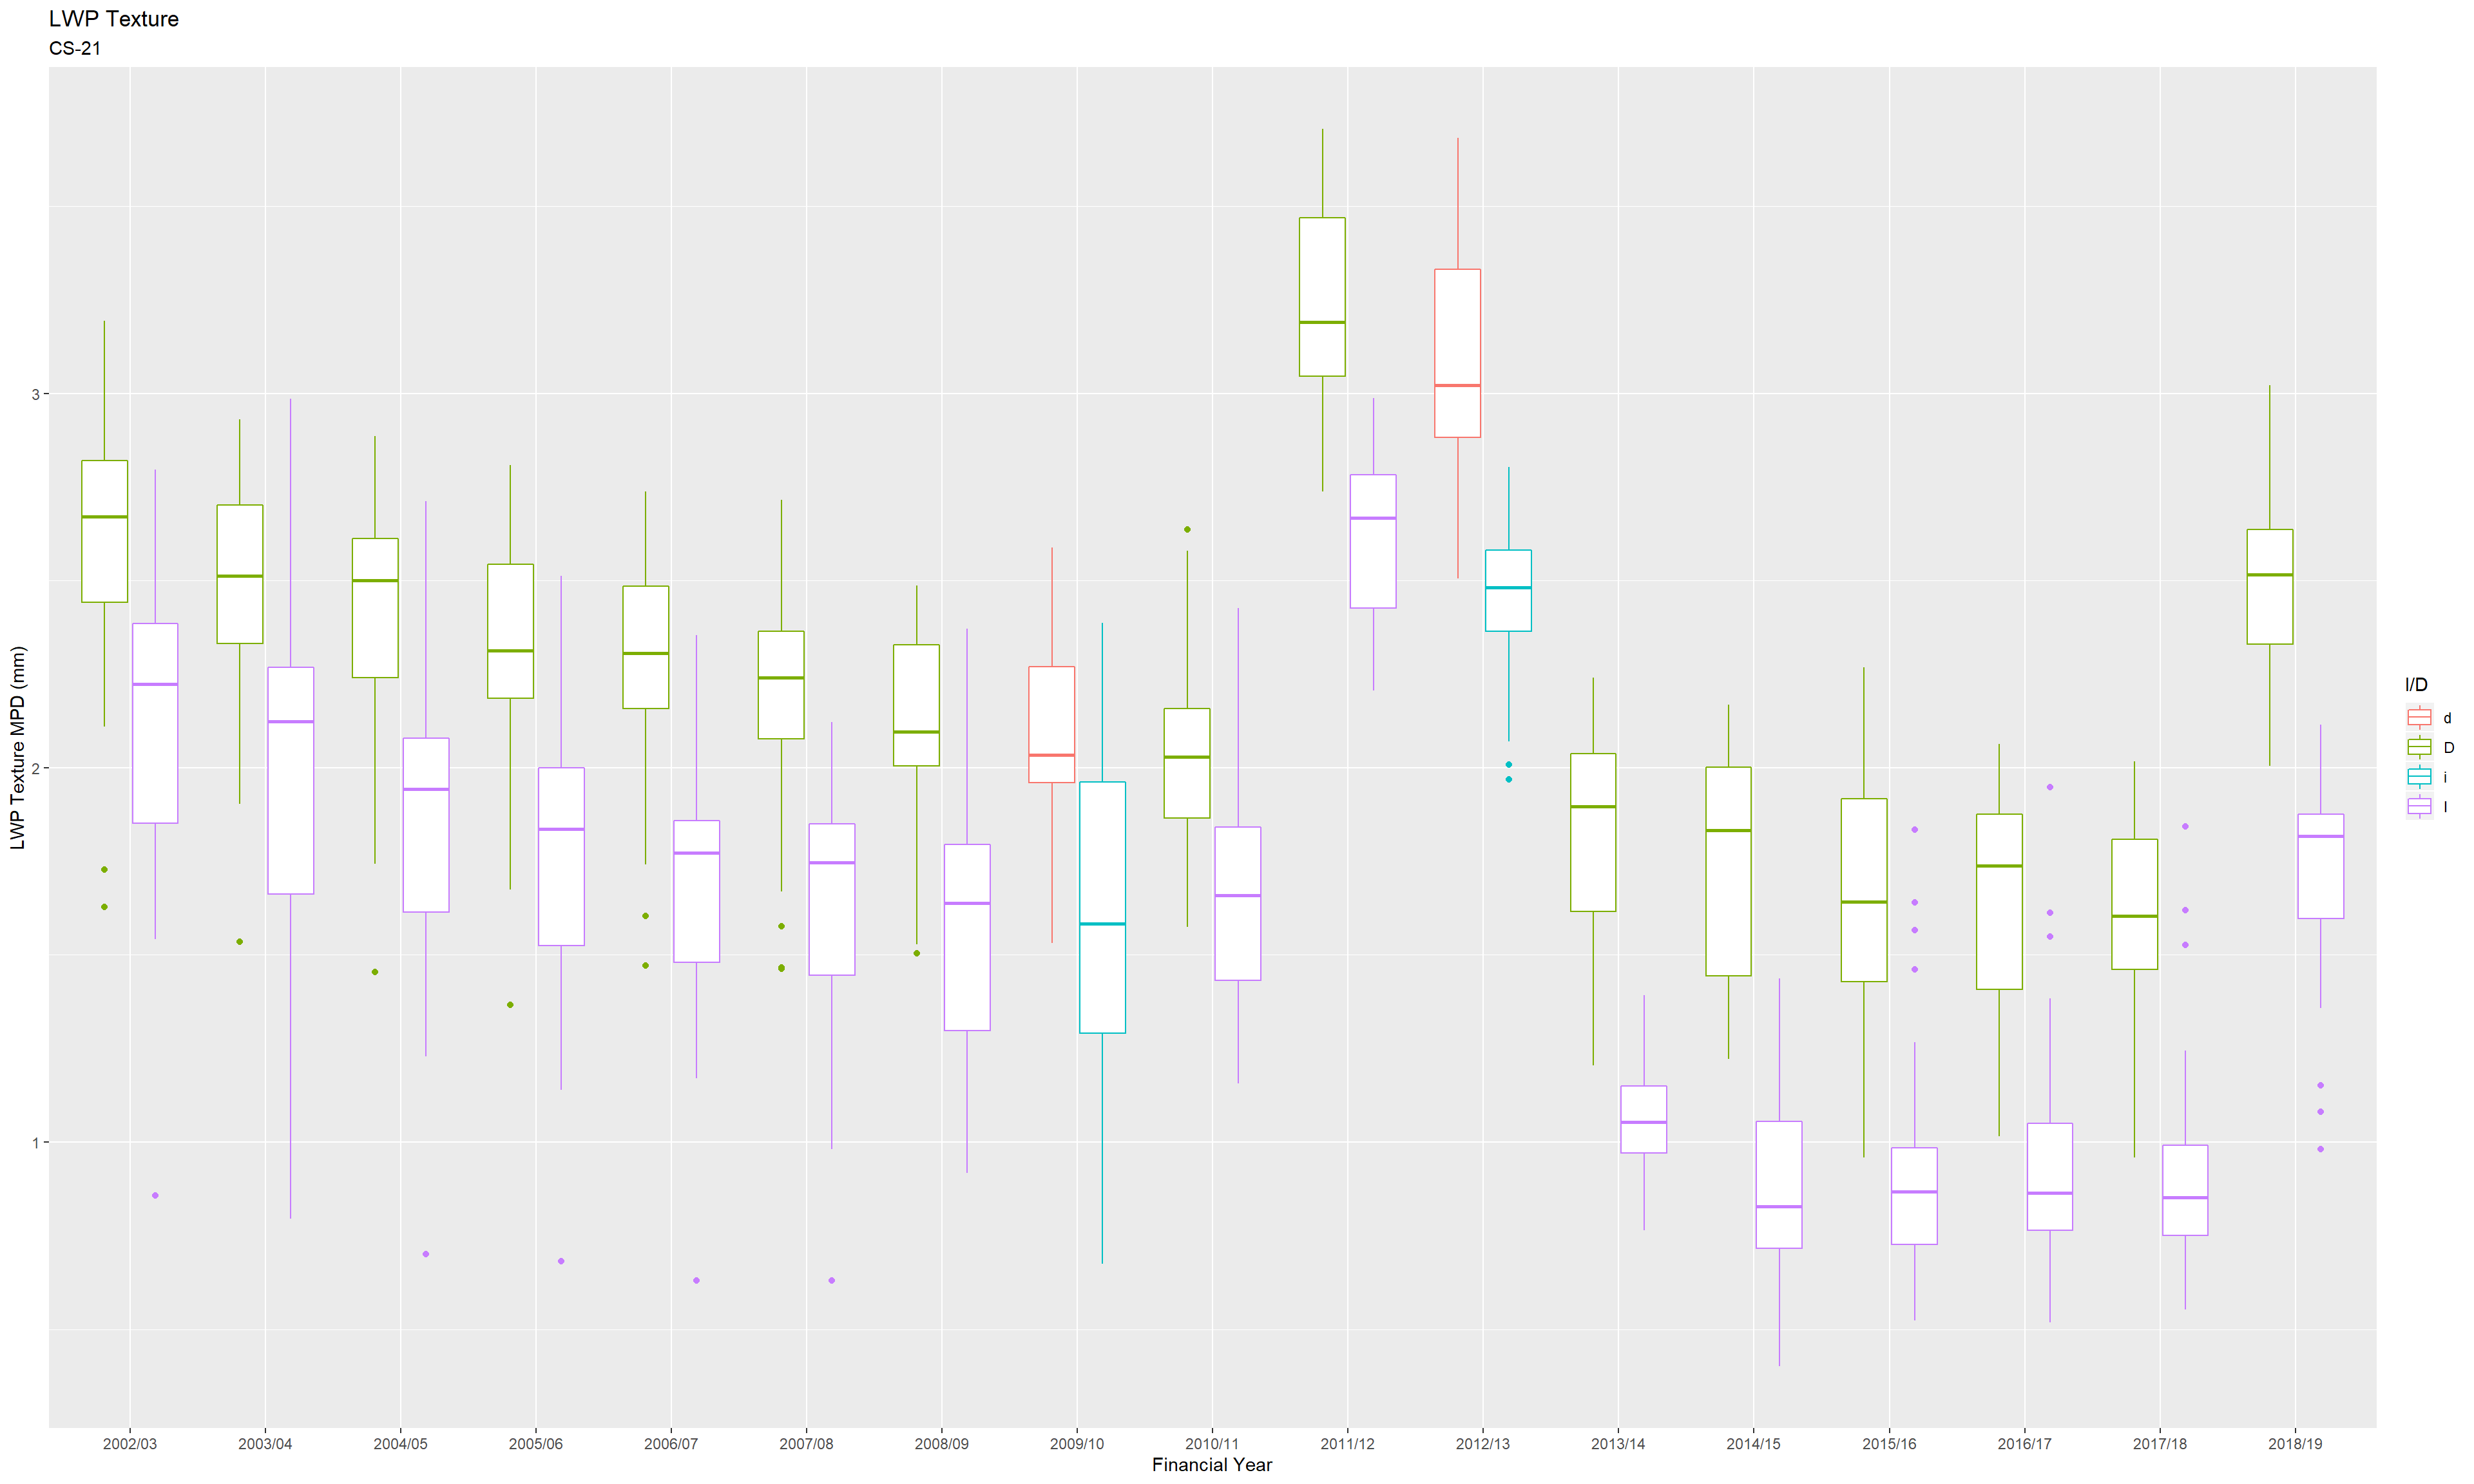 LWP Texture
CS-21
LWP Texture MPD (mm)
3
2
1
2002/03 2003/04 2004/05 2005/06 2006/07 2007/08 2008/09 2009/10 2010/11 2011/12 2012/13 2013/14 2014/15 2015/16 2016/17 2017/18 2018/19
Financial Year
I/D
d
D
i
I